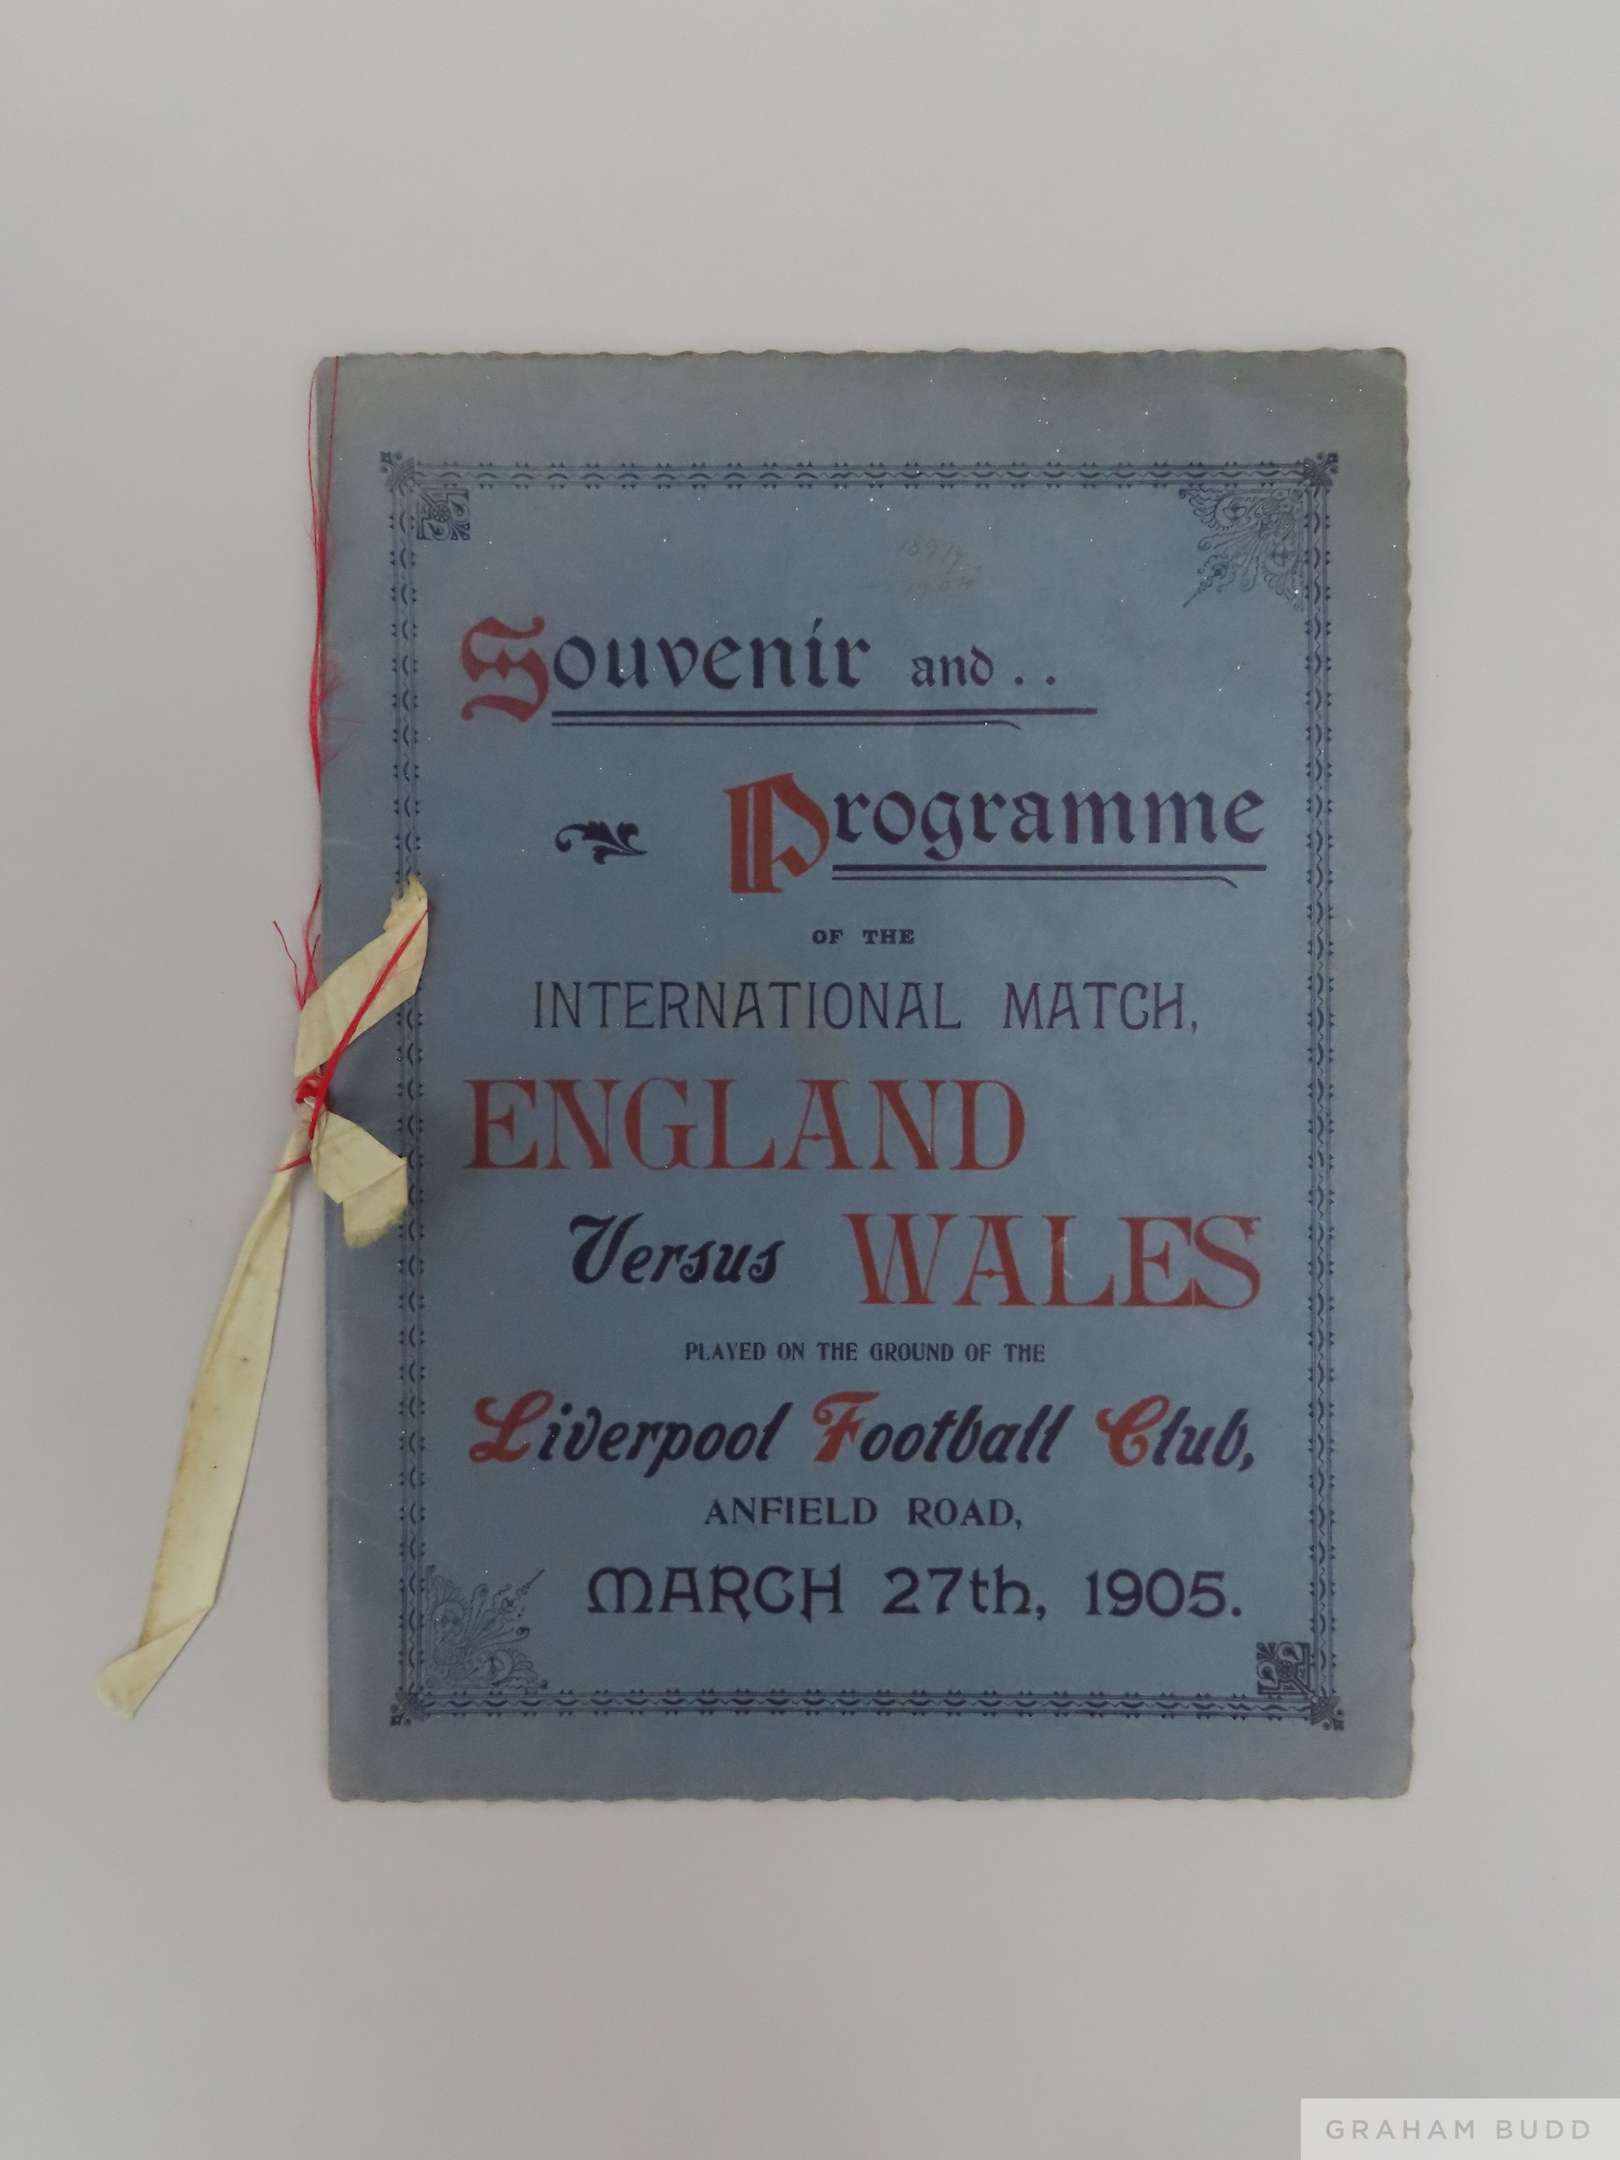 Souvenir and . .
Programme
OF THE
INTERNATIONAL MATCH,
ENGLAND
Versus WALES
PLAYED ON THE GROUND OF THE
Liverpool Football Club,
ANFIELD ROAD,
MARCH 27th, 1905.
GRAHAM BUDD